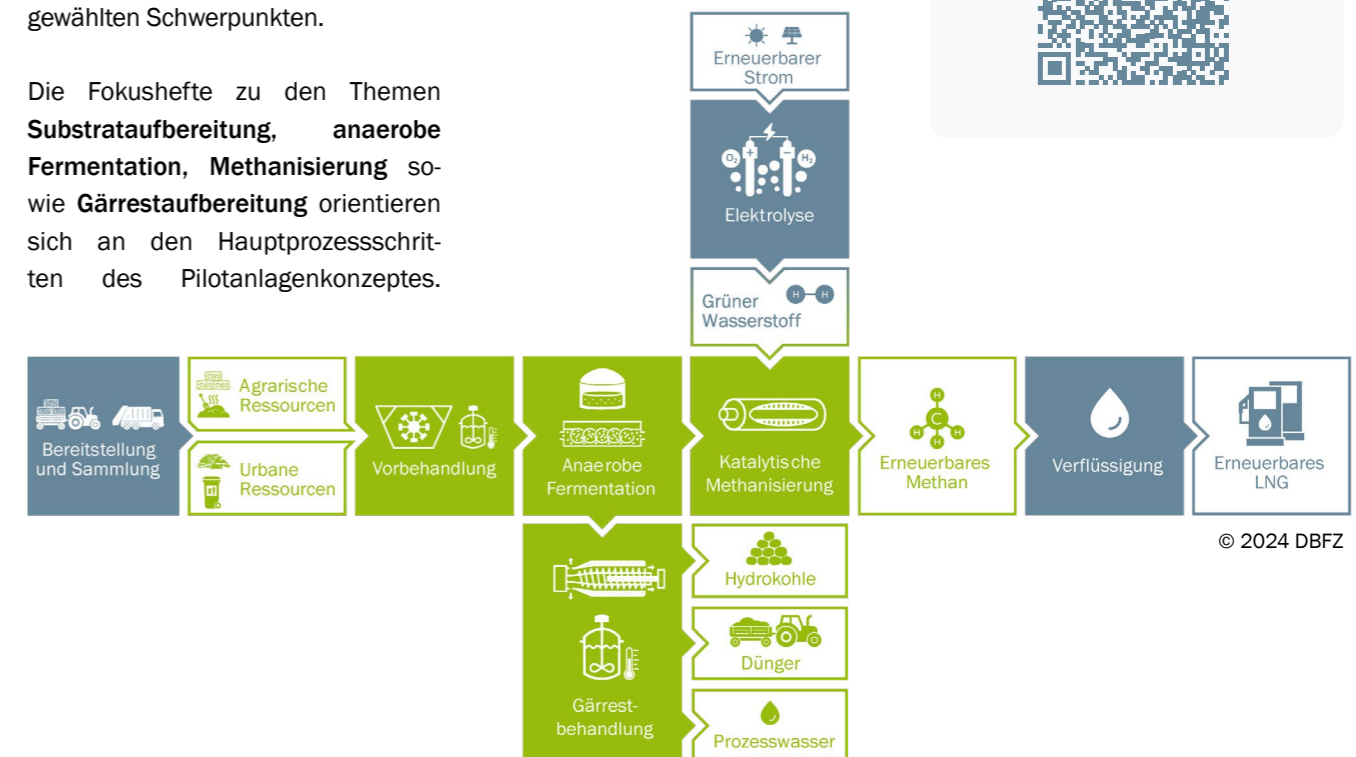 gewählten Schwerpunkten.
Die Fokushefte zu den Themen
Substrataufbereitung, anaerobe
Fermentation, Methanisierung so-
wie Gärrestaufbereitung orientieren
sich an den Hauptprozessschrit-
ten des Pilotanlagenkonzeptes.
Erneuerbarer
Strom
O₂ + − H₂
Elektrolyse
Grüner
Wasserstoff
H H
Bereitstellung
und Sammlung
Agrarische
Ressourcen
Urbane
Ressourcen
Vorbehandlung
Anaerobe
Fermentation
Katalytische
Methanisierung
H
H C H
H
Erneuerbares
Methan
Verflüssigung
Erneuerbares
LNG
© 2024 DBFZ
Gärrest-
behandlung
Hydrokohle
Dünger
Prozesswasser